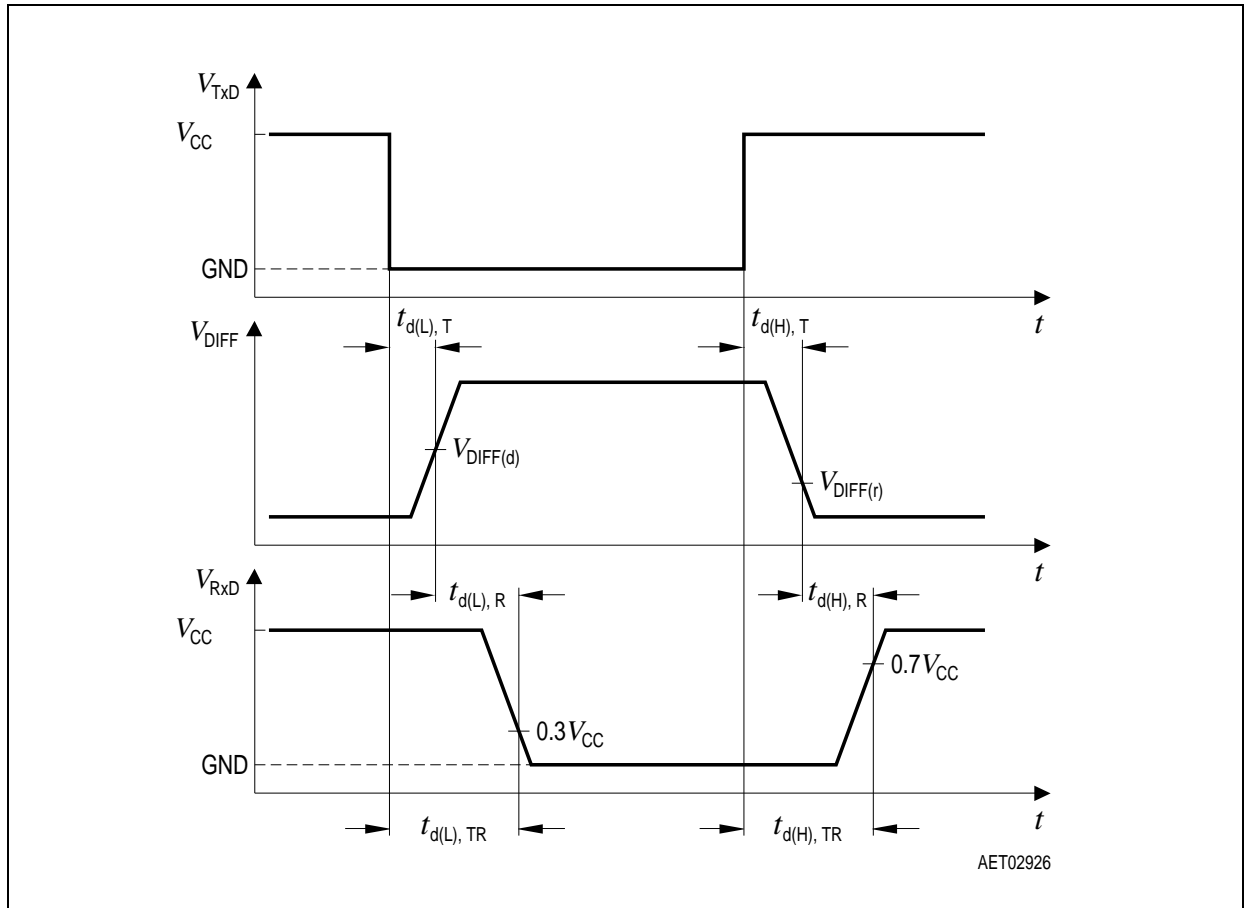 V_TxD
V_CC
GND
t_d(L), T
t_d(H), T
t
V_DIFF
V_DIFF(d)
V_DIFF(r)
t
V_RxD
t_d(L), R
t_d(H), R
V_CC
0.7V_CC
0.3V_CC
GND
t_d(L), TR
t_d(H), TR
t
AET02926